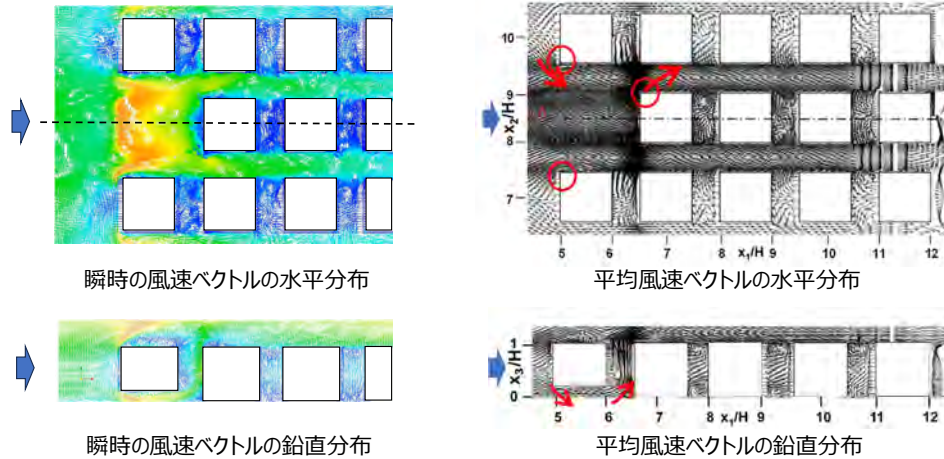 10
9
8
7
x₂/H
5
6
7
8
x₁/H
10
11
12
瞬時の風速ベクトルの水平分布
平均風速ベクトルの水平分布
1
0
x₃/H
5
6
7
8
x₁/H
9
10
11
12
瞬時の風速ベクトルの鉛直分布
平均風速ベクトルの鉛直分布